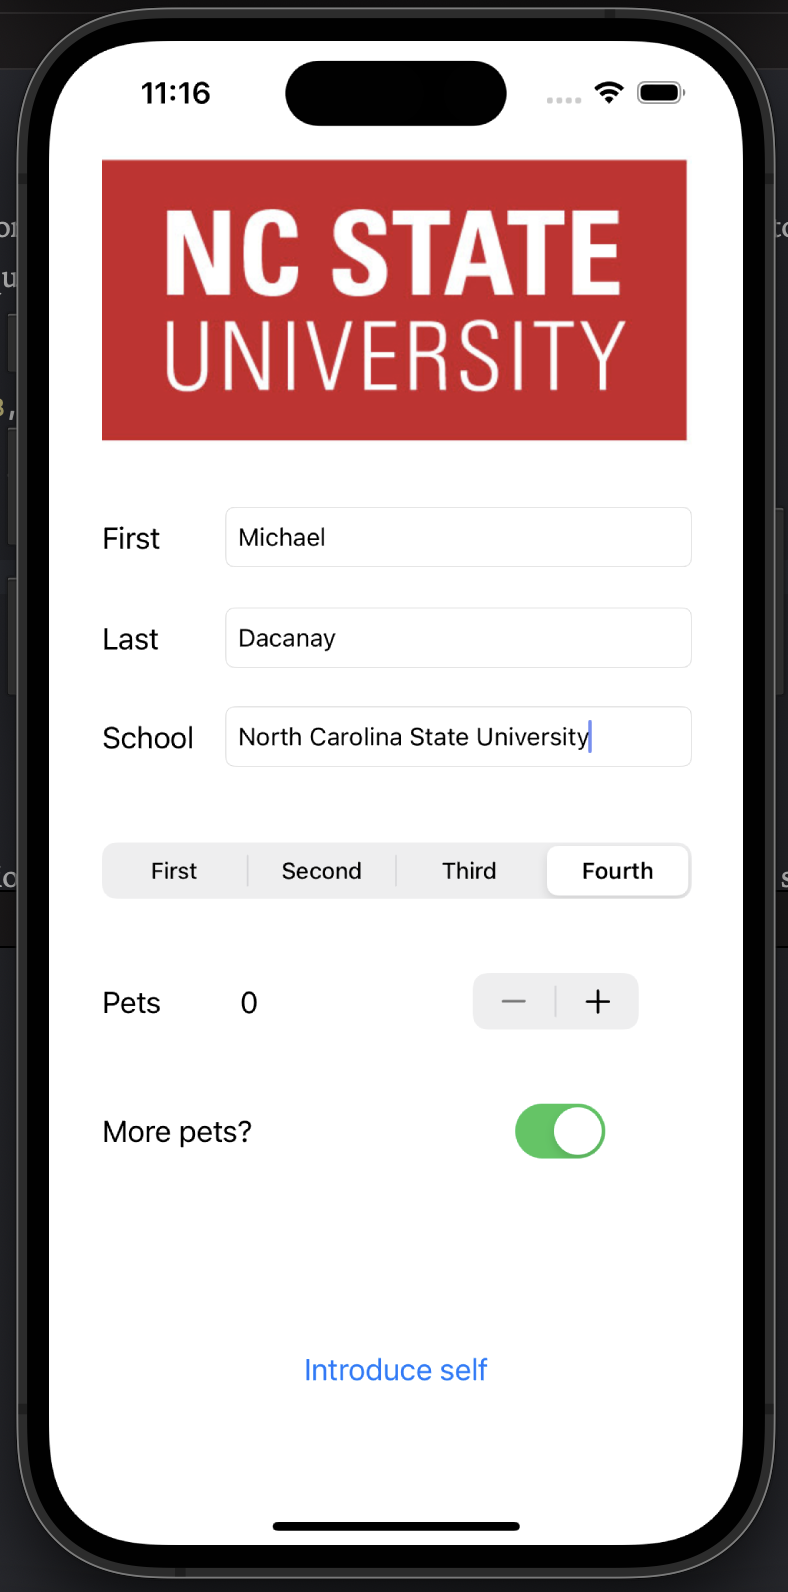 11:16
NC STATE
UNIVERSITY
First Michael
Last Dacanay
School North Carolina State University
First Second Third Fourth
Pets 0 − +
More pets?
Introduce self